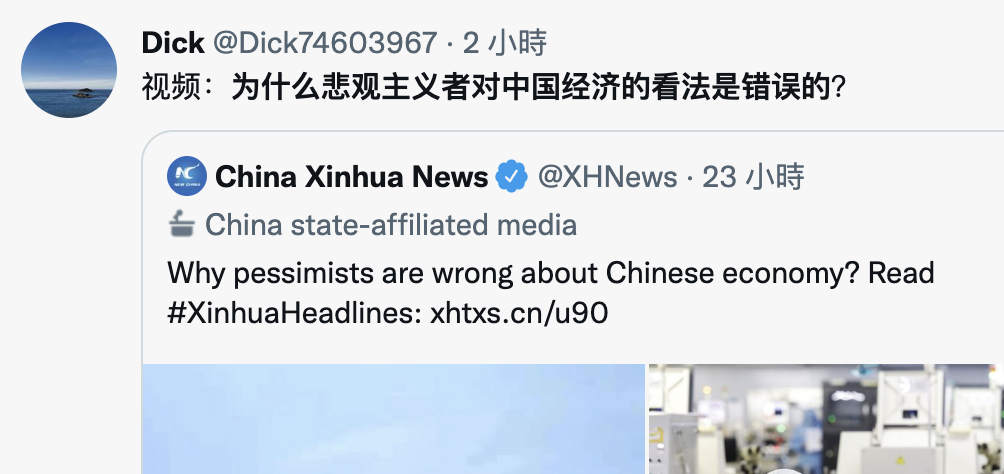 Dick @Dick74603967 · 2 小時
视频：为什么悲观主义者对中国经济的看法是错误的?
China Xinhua News @XHNews · 23 小時
China state-affiliated media
Why pessimists are wrong about Chinese economy? Read
#XinhuaHeadlines: xhtxs.cn/u90